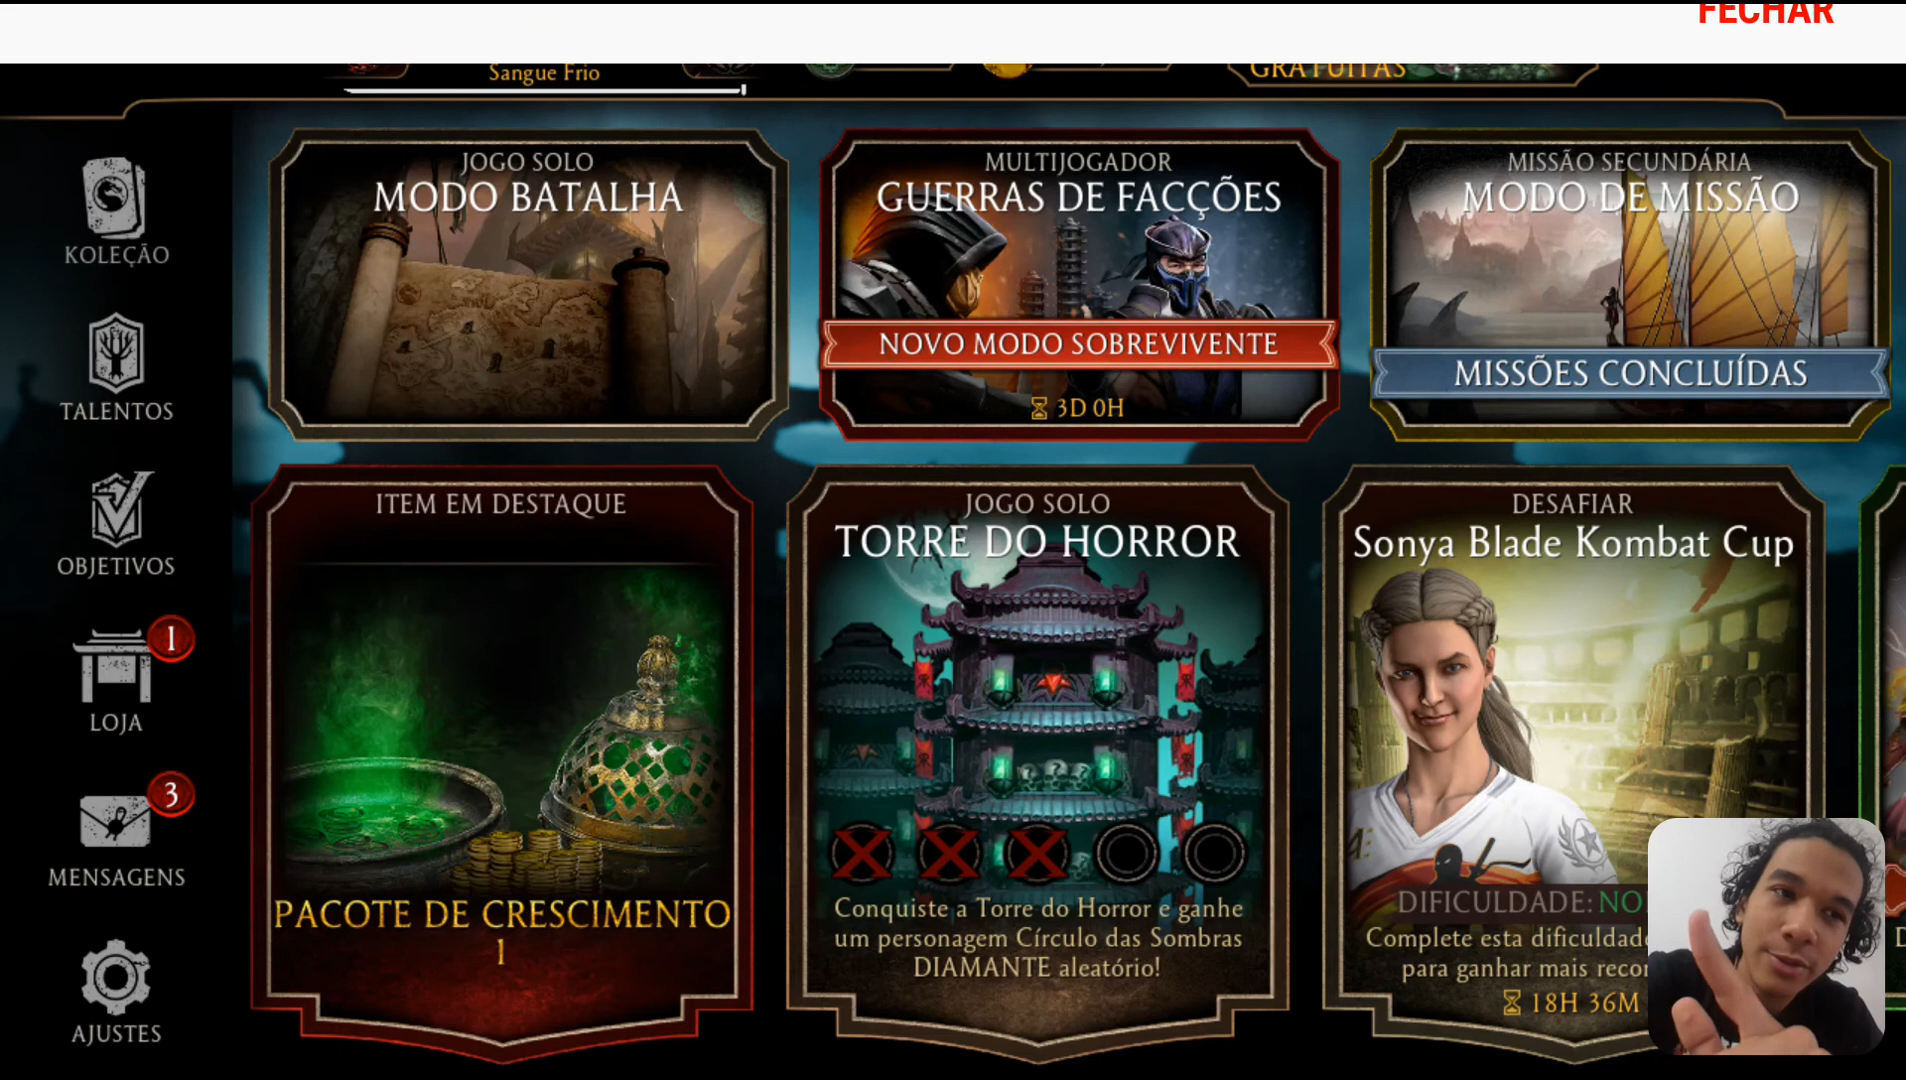 FECHAR
Sangue Frio
GRATUITAS
KOLEÇÃO
TALENTOS
OBJETIVOS
1
LOJA
3
MENSAGENS
AJUSTES
JOGO SOLO
MODO BATALHA
MULTIJOGADOR
GUERRAS DE FACÇÕES
NOVO MODO SOBREVIVENTE
3D 0H
MISSÃO SECUNDÁRIA
MODO DE MISSÃO
MISSÕES CONCLUÍDAS
ITEM EM DESTAQUE
PACOTE DE CRESCIMENTO
1
JOGO SOLO
TORRE DO HORROR
Conquiste a Torre do Horror e ganhe
um personagem Círculo das Sombras
DIAMANTE aleatório!
DESAFIAR
Sonya Blade Kombat Cup
DIFICULDADE:
Complete esta
para ganhar mais
18H 36M